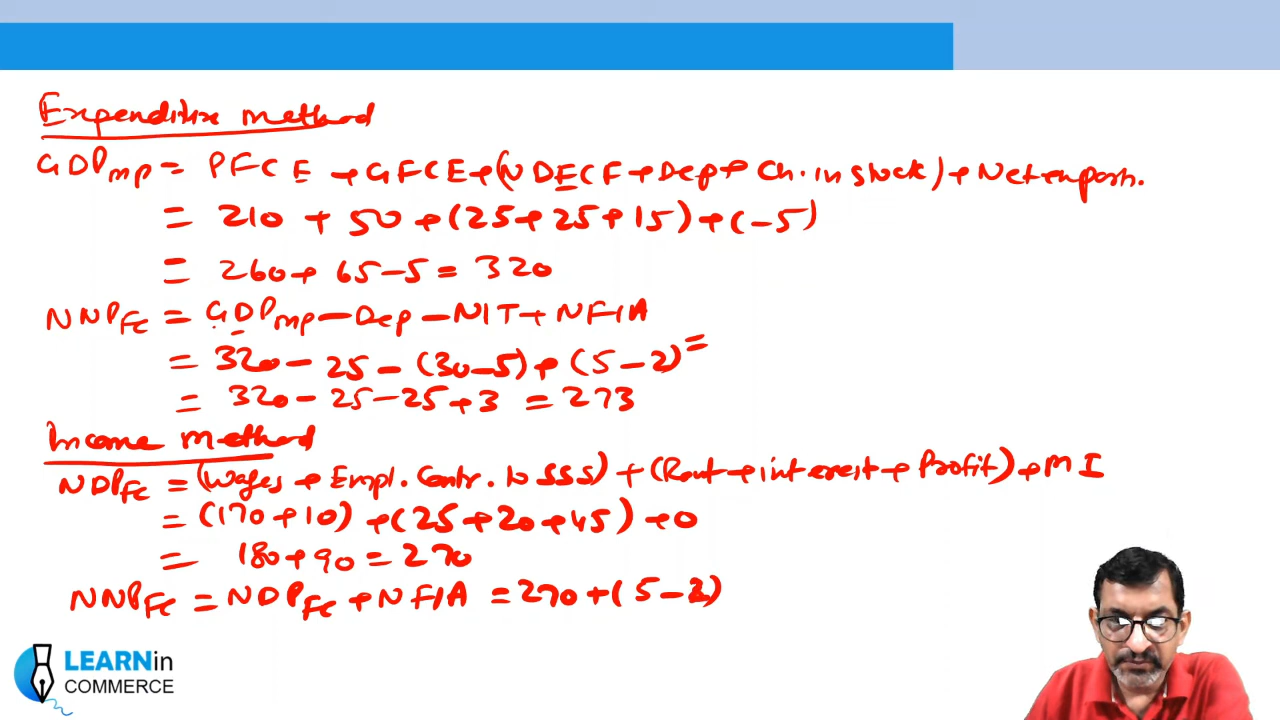 Expenditure method
GDPmp = PFCE + GFCE + (NDFCF + Dep + Ch. in stock) + Net export.
= 210 + 50 + (25 + 25 + 15) + (-5)
= 260 + 65 - 5 = 320
NNPFC = GDPmp - Dep - NIT + NFIA
= 320 - 25 - (30 - 5) + (5 - 2) =
= 320 - 25 - 25 + 3 = 273
Income method
NDPFC = (Wages + Empl. Contr. to SSS) + (Rent + interest + Profit) + MI
= (170 + 10) + (25 + 20 + 45) + 0
= 180 + 90 = 270
NNPFC = NDPFC + NFIA = 270 + (5 - 2)
LEARN in
COMMERCE